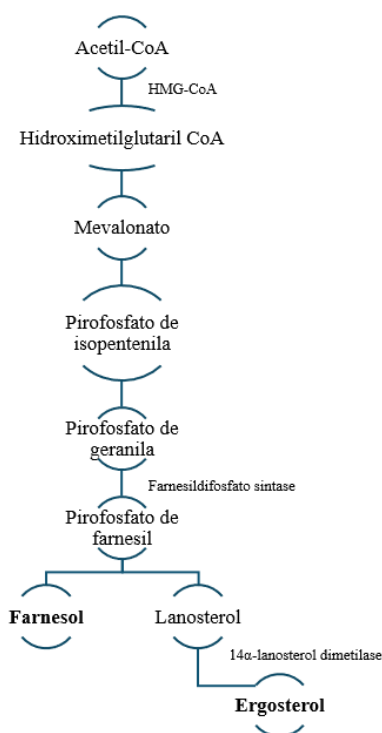 Acetil-CoA
HMG-CoA
Hidroximetilglutaril CoA
Mevalonato
Pirofosfato de
isopentenila
Pirofosfato de
geranila
Farnesildifosfato sintase
Pirofosfato de
farnesil
Farnesol
Lanosterol
14α-lanosterol dimetilase
Ergosterol